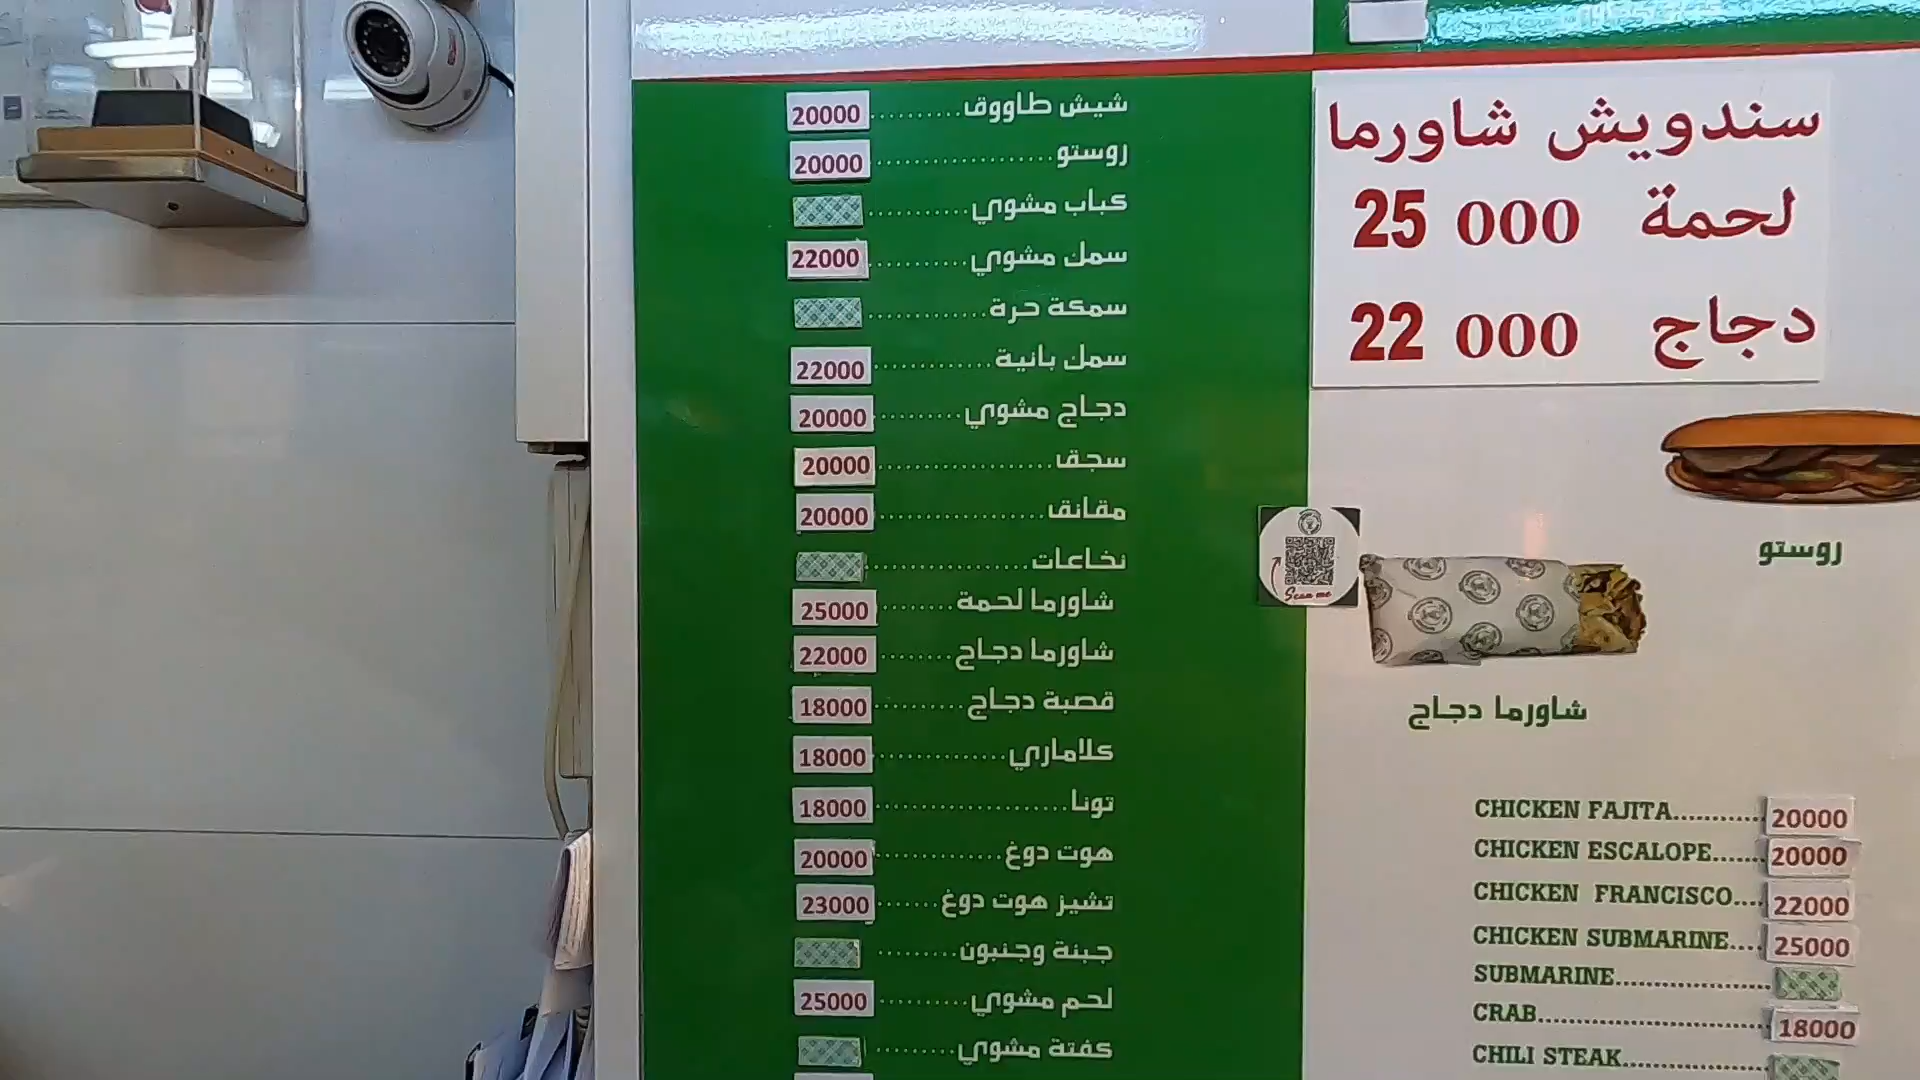 شيش طاووق..........20000
روستو....................20000
كباب مشوي...........
سمك مشوي..........22000
سمكة حرة.............
سمك بانية.............22000
دجاج مشوي..........20000
سجق...................20000
مقانق..................20000
نخاعات.................
شاورما لحمة........25000
شاورما دجاج........22000
قصبة دجاج..........18000
كلاماري...............18000
تونا.....................18000
هوت دوغ..............20000
تشيز هوت دوغ.......23000
جبنة وجنبون.........
لحم مشوي..........25000
كفتة مشوي.........
سندويش شاورما
لحمة 25 000
دجاج 22 000
روستو
Scan me
شاورما دجاج
CHICKEN FAJITA..........20000
CHICKEN ESCALOPE......20000
CHICKEN FRANCISCO....22000
CHICKEN SUBMARINE....25000
SUBMARINE................
CRAB..........................18000
CHILI STEAK...............